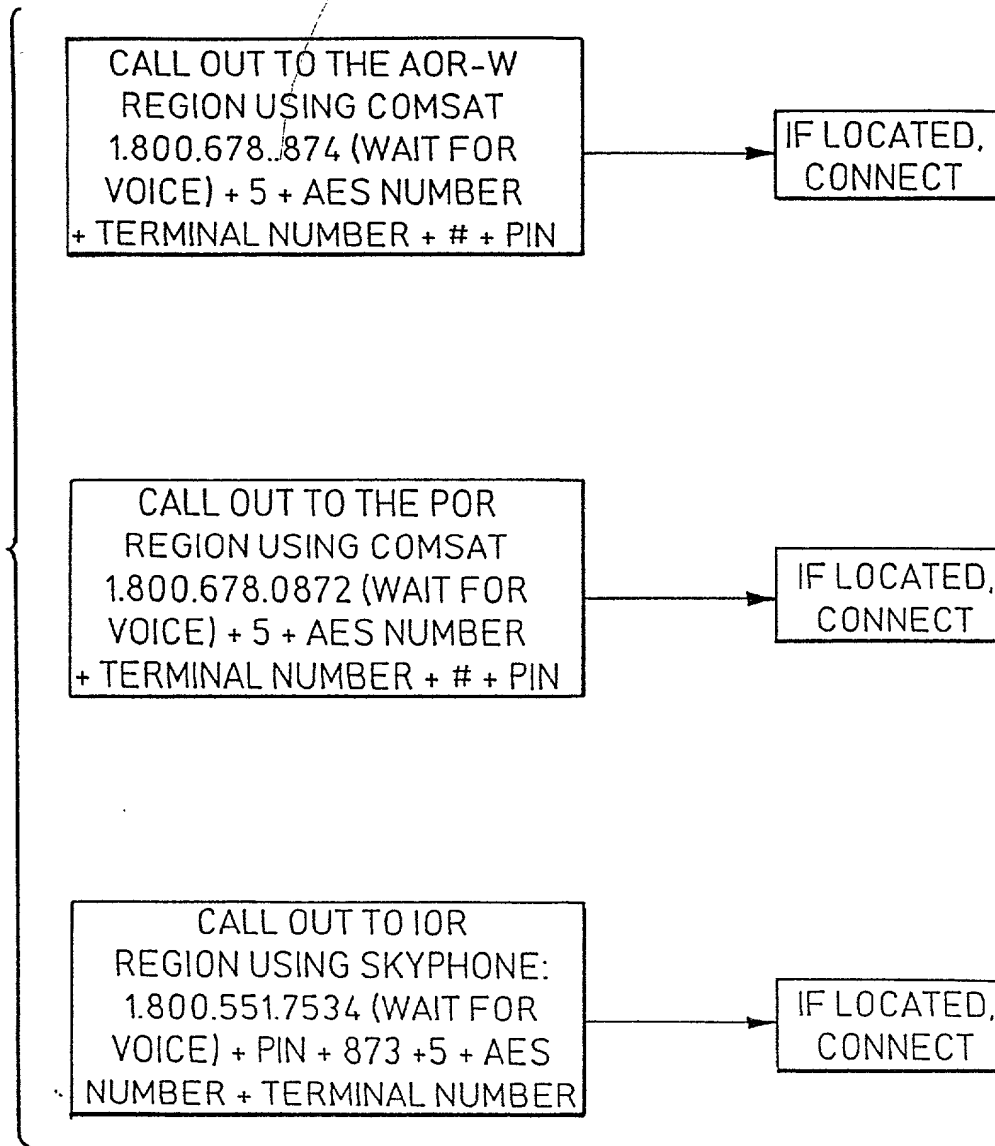 CALL OUT TO THE AOR-W
REGION USING COMSAT
1.800.678..874 (WAIT FOR
VOICE) + 5 + AES NUMBER
+ TERMINAL NUMBER + # + PIN
IF LOCATED,
CONNECT
CALL OUT TO THE POR
REGION USING COMSAT
1.800.678.0872 (WAIT FOR
VOICE) + 5 + AES NUMBER
+ TERMINAL NUMBER + # + PIN
IF LOCATED,
CONNECT
CALL OUT TO IOR
REGION USING SKYPHONE:
1.800.551.7534 (WAIT FOR
VOICE) + PIN + 873 +5 + AES
NUMBER + TERMINAL NUMBER
IF LOCATED,
CONNECT